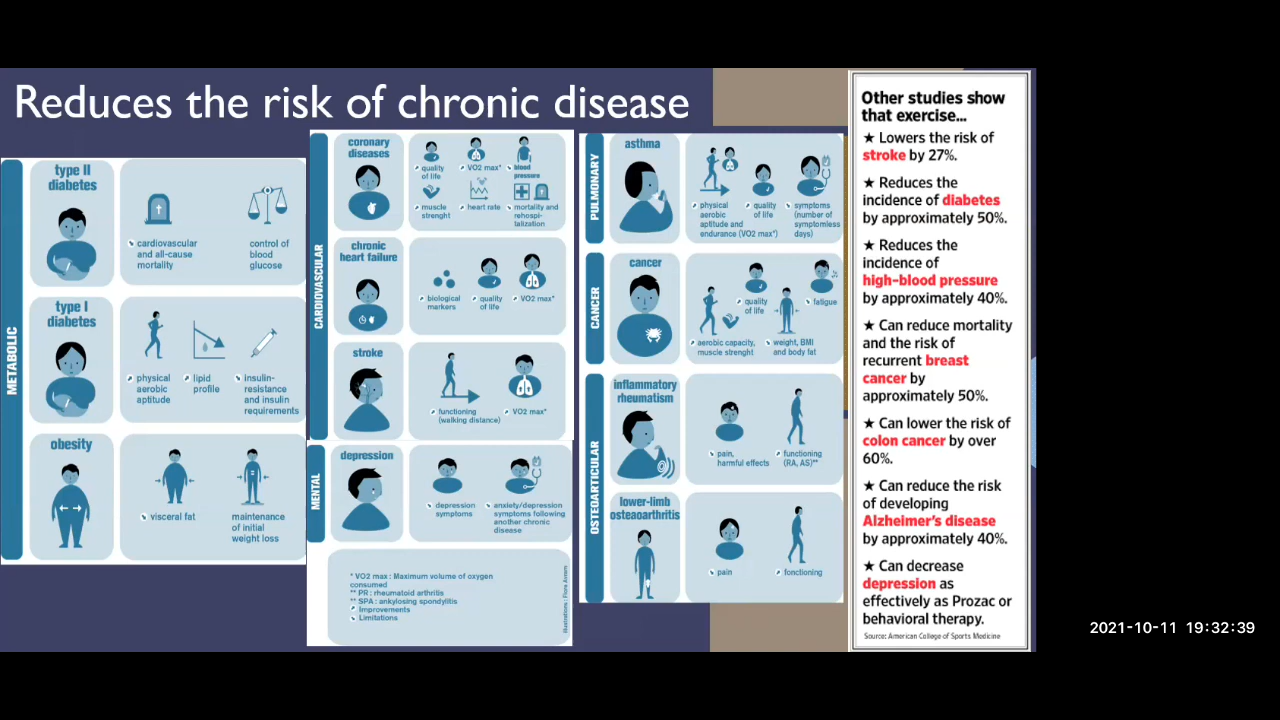 Reduces the risk of chronic disease
METABOLIC
type II
diabetes
cardiovascular
and all-cause
mortality
control of
blood
glucose
type I
diabetes
physical
aerobic
aptitude
lipid
profile
insulin-
resistance
and insulin
requirements
obesity
visceral fat
maintenance
of initial
weight loss
CARDIOVASCULAR
coronary
diseases
quality
of life
VO2 max*
blood
pressure
muscle
strenght
heart rate
mortality and
rehospi-
talization
chronic
heart failure
biological
markers
quality
of life
VO2 max*
stroke
functioning
(walking distance)
VO2 max*
MENTAL
depression
depression
symptoms
anxiety/depression
symptoms following
another chronic
disease
* VO2 max : Maximum volume of oxygen
consumed
** PR : rheumatoid arthritis
** SPA : ankylosing spondylitis
Improvements
Limitations
PULMONARY
asthma
physical
aerobic
aptitude and
endurance (VO2 max*)
quality
of life
symptoms
(number of
symptomless
days)
CANCER
cancer
aerobic capacity,
muscle strenght
quality
of life
weight, BMI
and body fat
fatigue
OSTEOARTICULAR
inflammatory
rheumatism
pain,
harmful effects
functioning
(RA, AS)**
lower-limb
osteaoarthritis
pain
fonctioning
Other studies show
that exercise...
★ Lowers the risk of
stroke by 27%.
★ Reduces the
incidence of diabetes
by approximately 50%.
★ Reduces the
incidence of
high-blood pressure
by approximately 40%.
★ Can reduce mortality
and the risk of
recurrent breast
cancer by
approximately 50%.
★ Can lower the risk of
colon cancer by over
60%.
★ Can reduce the risk
of developing
Alzheimer's disease
by approximately 40%.
★ Can decrease
depression as
effectively as Prozac or
behavioral therapy.
Source: American College of Sports Medicine
2021-10-11 19:32:39